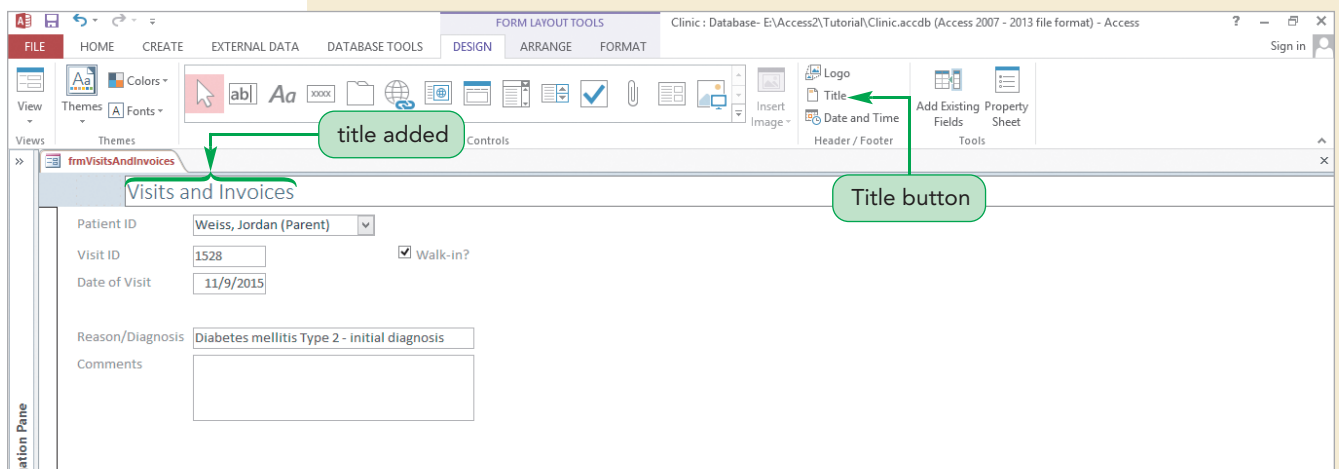 FORM LAYOUT TOOLS Clinic : Database- E:\Access2\Tutorial\Clinic.accdb (Access 2007 - 2013 file format) - Access ?
FILE HOME CREATE EXTERNAL DATA DATABASE TOOLS DESIGN ARRANGE FORMAT Sign in
View
Views
Themes
Aa
Colors
A Fonts
Themes
ab|
Aa
xxxx
Controls
Insert
Image
Logo
Title
Date and Time
Header / Footer
Add Existing
Fields
Property
Sheet
Tools
title added
Title button
frmVisitsAndInvoices
Visits and Invoices
Patient ID Weiss, Jordan (Parent)
Visit ID 1528 Walk-in?
Date of Visit 11/9/2015
Reason/Diagnosis Diabetes mellitis Type 2 - initial diagnosis
Comments
ation Pane